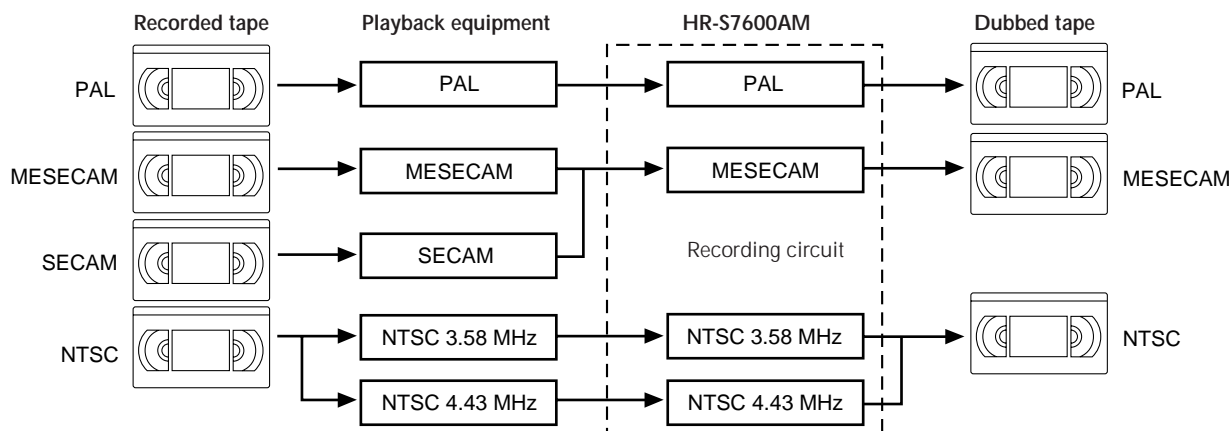 Recorded tape Playback equipment HR-S7600AM Dubbed tape
PAL PAL PAL PAL
MESECAM MESECAM MESECAM MESECAM
SECAM SECAM Recording circuit
NTSC NTSC 3.58 MHz NTSC 3.58 MHz NTSC
NTSC 4.43 MHz NTSC 4.43 MHz